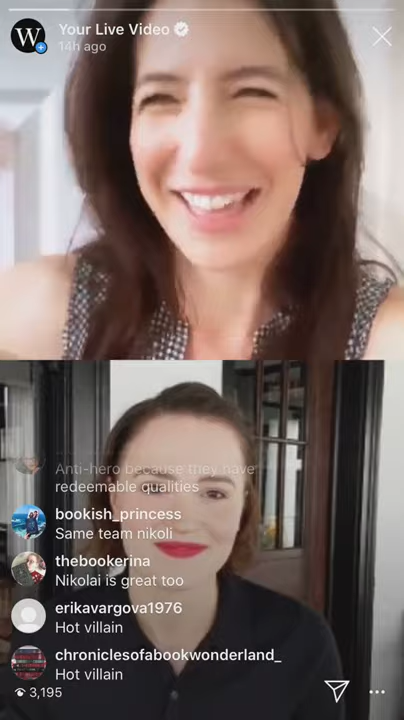 W
Your Live Video
14h ago
Anti-hero because they have
redeemable qualities
bookish_princess
Same team nikoli
thebookerina
Nikolai is great too
erikavargova1976
Hot villain
chroniclesofabookwonderland_
Hot villain
3,195